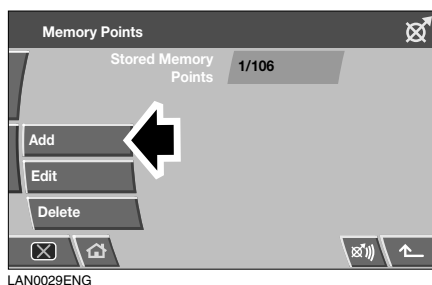 Memory Points
Stored Memory
Points
1/106
Add
Edit
Delete
LAN0029ENG